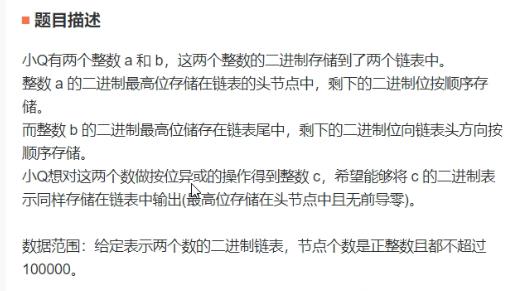 题目描述
小Q有两个整数 a 和 b，这两个整数的二进制存储到了两个链表中。
整数 a 的二进制最高位存储在链表的头节点中，剩下的二进制位按顺序存
储。
而整数 b 的二进制最高位储存在链表尾中，剩下的二进制位向链表头方向按
顺序存储。
小Q想对这两个数做按位异或的操作得到整数 c，希望能够将 c 的二进制表
示同样存储在链表中输出(最高位存储在头节点中且无前导零)。
数据范围：给定表示两个数的二进制链表，节点个数是正整数且都不超过
100000。